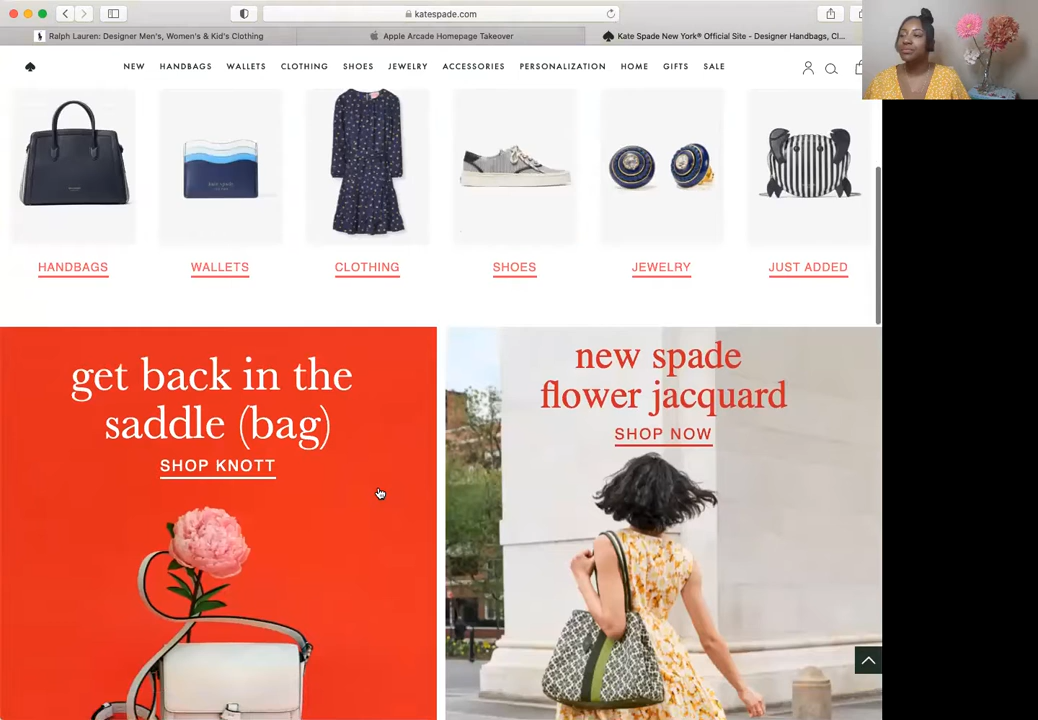 katespade.com
Ralph Lauren: Designer Men's, Women's & Kid's Clothing
Apple Arcade Homepage Takeover
Kate Spade New York® Official Site - Designer Handbags, Cl...
NEW HANDBAGS WALLETS CLOTHING SHOES JEWELRY ACCESSORIES PERSONALIZATION HOME GIFTS SALE
HANDBAGS
WALLETS
CLOTHING
SHOES
JEWELRY
JUST ADDED
get back in the
saddle (bag)
SHOP KNOTT
new spade
flower jacquard
SHOP NOW